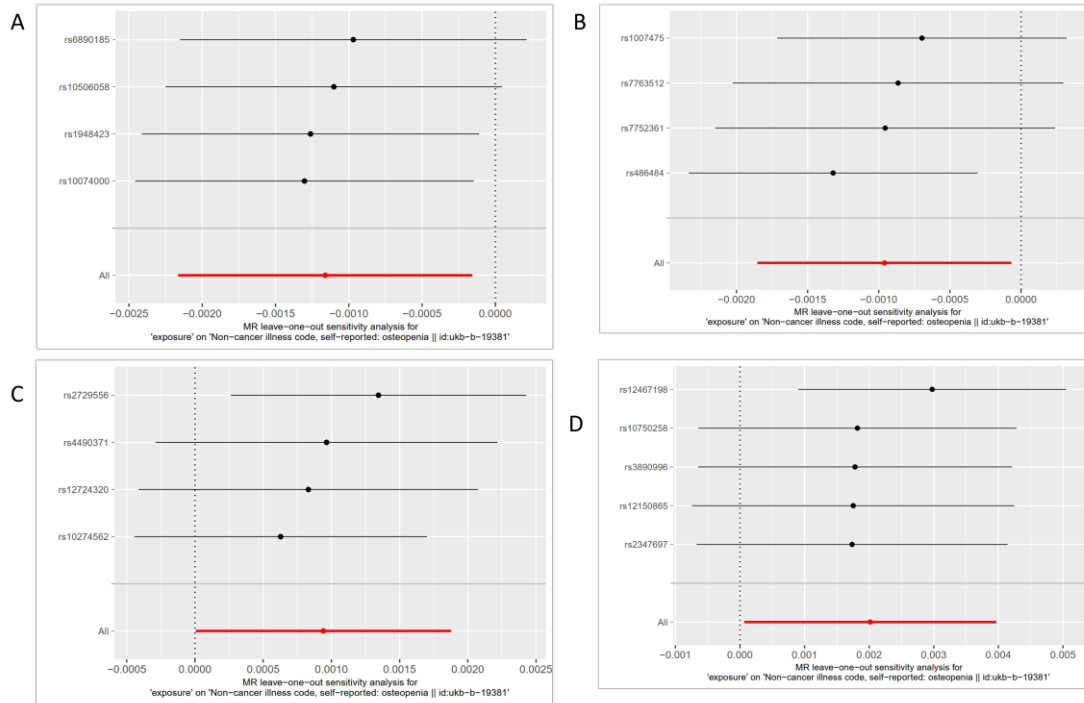 A
rs6890185
rs10506058
rs1948423
rs10074000
All
−0.0025 −0.0020 −0.0015 −0.0010 −0.0005 0.0000
MR leave−one−out sensitivity analysis for
'exposure' on 'Non−cancer illness code, self−reported: osteopenia || id:ukb−b−19381'
B
rs1007475
rs7763512
rs7752361
rs486484
All
−0.0020 −0.0015 −0.0010 −0.0005 0.0000
MR leave−one−out sensitivity analysis for
'exposure' on 'Non−cancer illness code, self−reported: osteopenia || id:ukb−b−19381'
C
rs2729556
rs4490371
rs12724320
rs10274562
All
−0.0005 0.0000 0.0005 0.0010 0.0015 0.0020 0.0025
MR leave−one−out sensitivity analysis for
'exposure' on 'Non−cancer illness code, self−reported: osteopenia || id:ukb−b−19381'
D
rs12467198
rs10750258
rs3890996
rs12150865
rs2347697
All
−0.001 0.000 0.001 0.002 0.003 0.004 0.005
MR leave−one−out sensitivity analysis for
'exposure' on 'Non−cancer illness code, self−reported: osteopenia || id:ukb−b−19381'